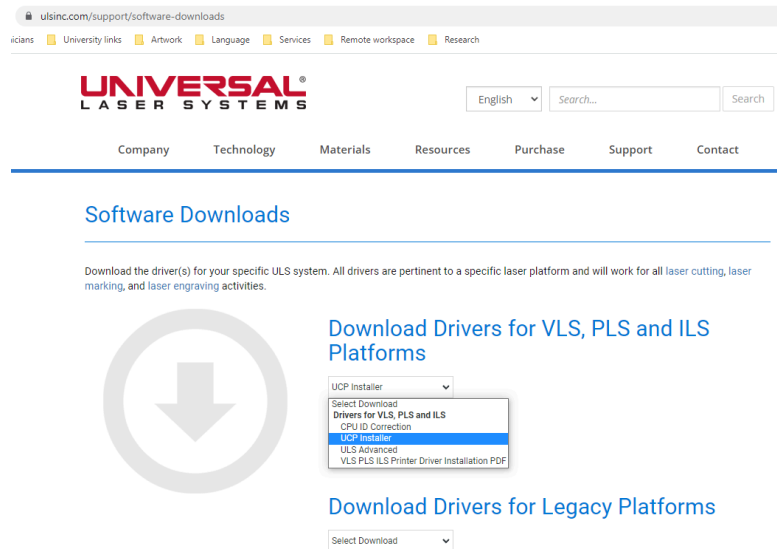 ulsinc.com/support/software-downloads
icians University links Artwork Language Services Remote workspace Research
UNIVERSAL®
LASER SYSTEMS
English Search... Search
Company Technology Materials Resources Purchase Support Contact
Software Downloads
Download the driver(s) for your specific ULS system. All drivers are pertinent to a specific laser platform and will work for all laser cutting, laser
marking, and laser engraving activities.
Download Drivers for VLS, PLS and ILS
Platforms
UCP Installer
Select Download
Drivers for VLS, PLS and ILS
CPU ID Correction
UCP Installer
ULS Advanced
VLS PLS ILS Printer Driver Installation PDF
Download Drivers for Legacy Platforms
Select Download